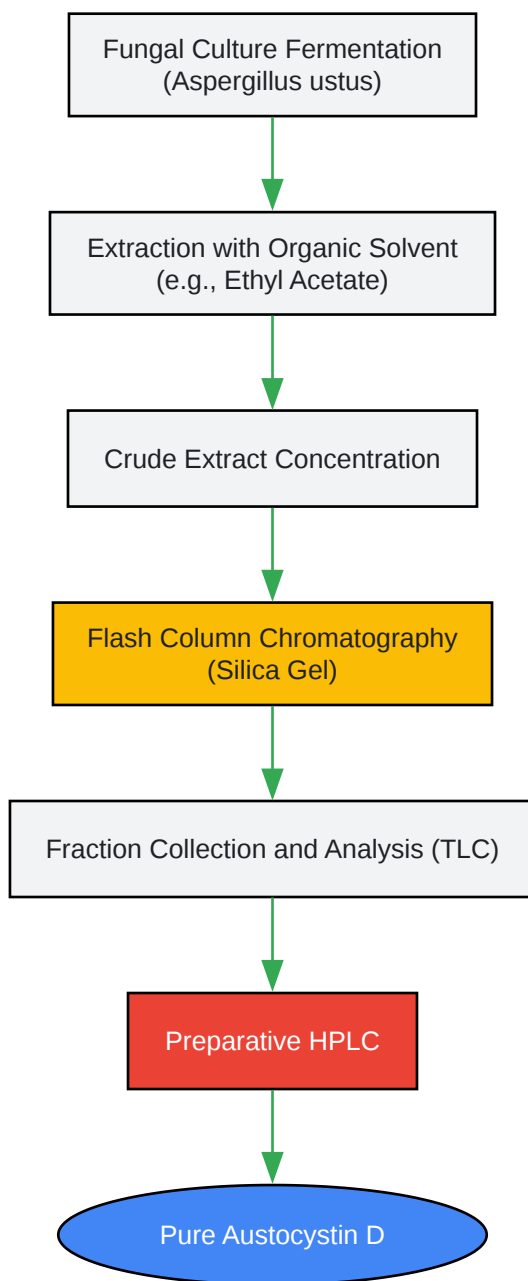 Fungal Culture Fermentation
(Aspergillus ustus)
Extraction with Organic Solvent
(e.g., Ethyl Acetate)
Crude Extract Concentration
Flash Column Chromatography
(Silica Gel)
Fraction Collection and Analysis (TLC)
Preparative HPLC
Pure Austocystin D